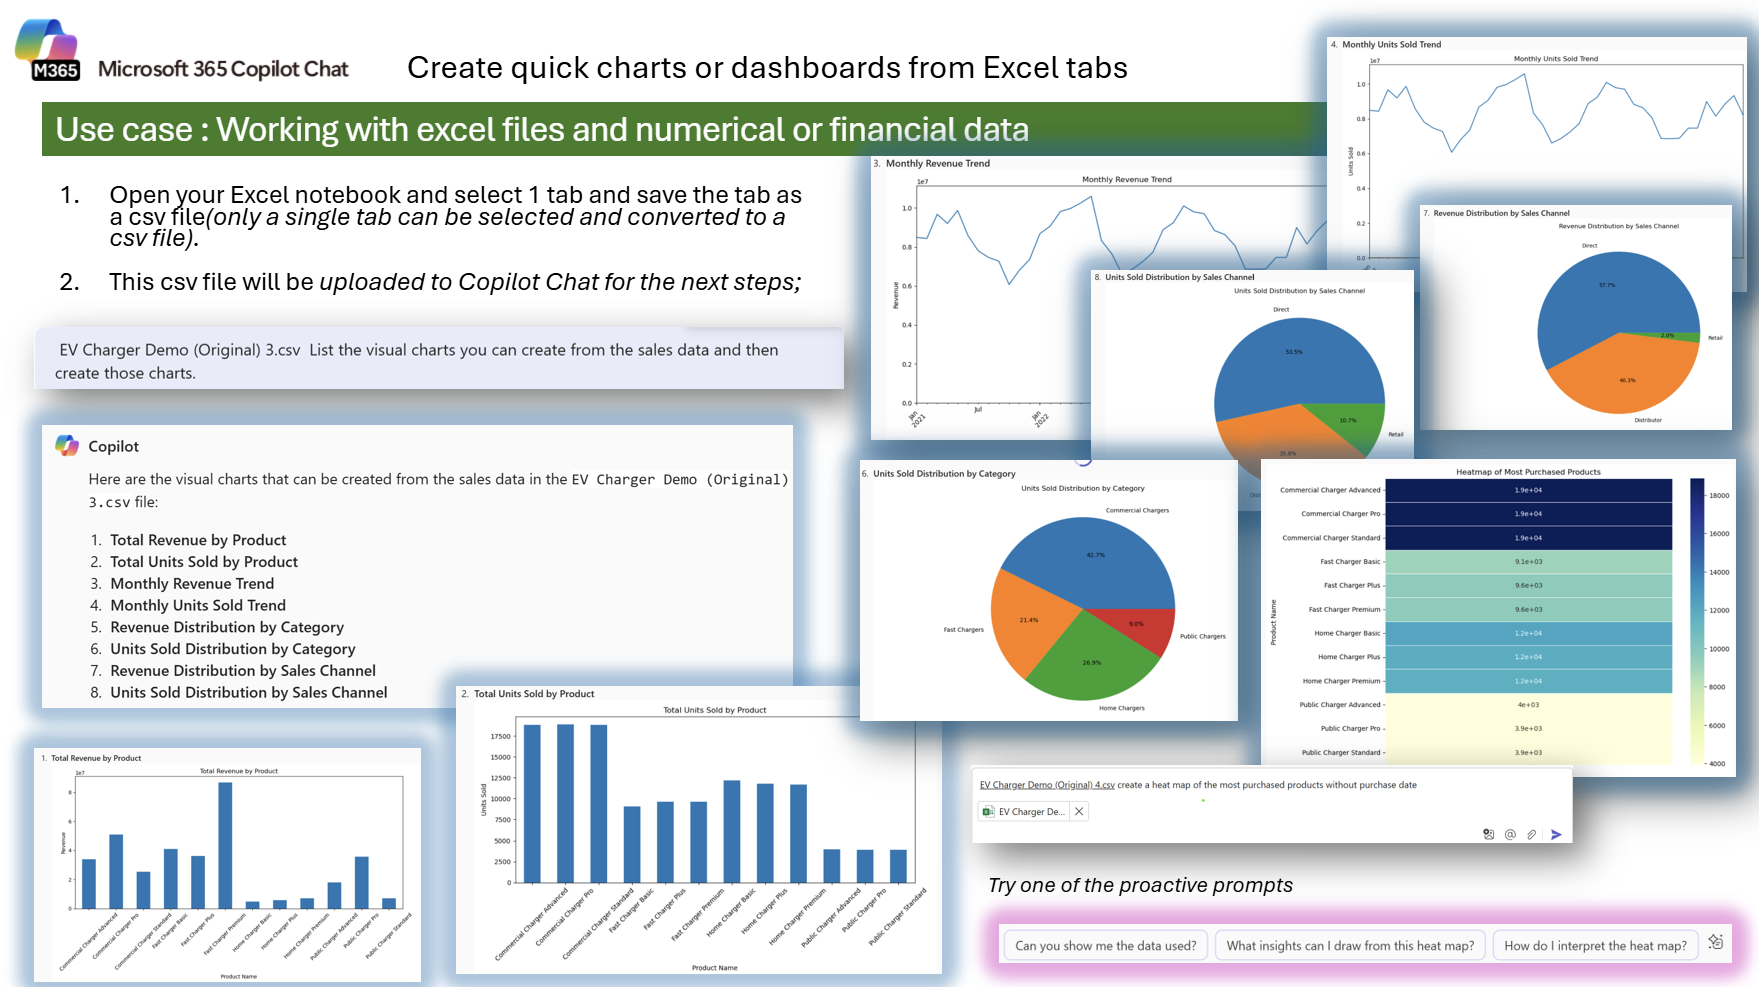 M365
Microsoft 365 Copilot Chat
Create quick charts or dashboards from Excel tabs
Use case : Working with excel files and numerical or financial data
1. Open your Excel notebook and select 1 tab and save the tab as
a csv file(only a single tab can be selected and converted to a
csv file).
2. This csv file will be uploaded to Copilot Chat for the next steps;
EV Charger Demo (Original) 3.csv List the visual charts you can create from the sales data and then
create those charts.
Copilot
Here are the visual charts that can be created from the sales data in the EV Charger Demo (Original)
3.csv file:
1. Total Revenue by Product
2. Total Units Sold by Product
3. Monthly Revenue Trend
4. Monthly Units Sold Trend
5. Revenue Distribution by Category
6. Units Sold Distribution by Category
7. Revenue Distribution by Sales Channel
8. Units Sold Distribution by Sales Channel
1. Total Revenue by Product
Total Revenue by Product
1e7
8
6
4
2
0
Revenue
Commercial Charger Advanced
Commercial Charger Pro
Commercial Charger Standard
Fast Charger Basic
Fast Charger Plus
Fast Charger Premium
Home Charger Basic
Home Charger Plus
Home Charger Premium
Public Charger Advanced
Public Charger Pro
Public Charger Standard
Product Name
2. Total Units Sold by Product
Total Units Sold by Product
17500
15000
12500
10000
7500
5000
2500
0
Units Sold
Commercial Charger Advanced
Commercial Charger Pro
Commercial Charger Standard
Fast Charger Basic
Fast Charger Plus
Fast Charger Premium
Home Charger Basic
Home Charger Plus
Home Charger Premium
Public Charger Advanced
Public Charger Pro
Public Charger Standard
Product Name
3. Monthly Revenue Trend
Monthly Revenue Trend
1e7
1.0
0.8
0.6
0.4
0.2
0.0
Revenue
Jan
2021
Jul
Jan
2022
4. Monthly Units Sold Trend
Monthly Units Sold Trend
1e7
1.0
0.8
0.6
0.4
0.2
0.0
Units Sold
7. Revenue Distribution by Sales Channel
Revenue Distribution by Sales Channel
Direct
57.7%
2.0%
Retail
40.3%
Distributor
8. Units Sold Distribution by Sales Channel
Units Sold Distribution by Sales Channel
Direct
53.5%
10.7%
Retail
35.8%
6. Units Sold Distribution by Category
Units Sold Distribution by Category
Commercial Chargers
42.7%
Fast Chargers
21.4%
9.0%
Public Chargers
26.9%
Home Chargers
Heatmap of Most Purchased Products
Product Name
Commercial Charger Advanced 1.9e+04
Commercial Charger Pro 1.9e+04
Commercial Charger Standard 1.9e+04
Fast Charger Basic 9.1e+03
Fast Charger Plus 9.6e+03
Fast Charger Premium 9.6e+03
Home Charger Basic 1.2e+04
Home Charger Plus 1.2e+04
Home Charger Premium 1.2e+04
Public Charger Advanced 4e+03
Public Charger Pro 3.9e+03
Public Charger Standard 3.9e+03
18000
16000
14000
12000
10000
8000
6000
4000
EV Charger Demo (Original) 4.csv create a heat map of the most purchased products without purchase date
EV Charger De...
Try one of the proactive prompts
Can you show me the data used?
What insights can I draw from this heat map?
How do I interpret the heat map?